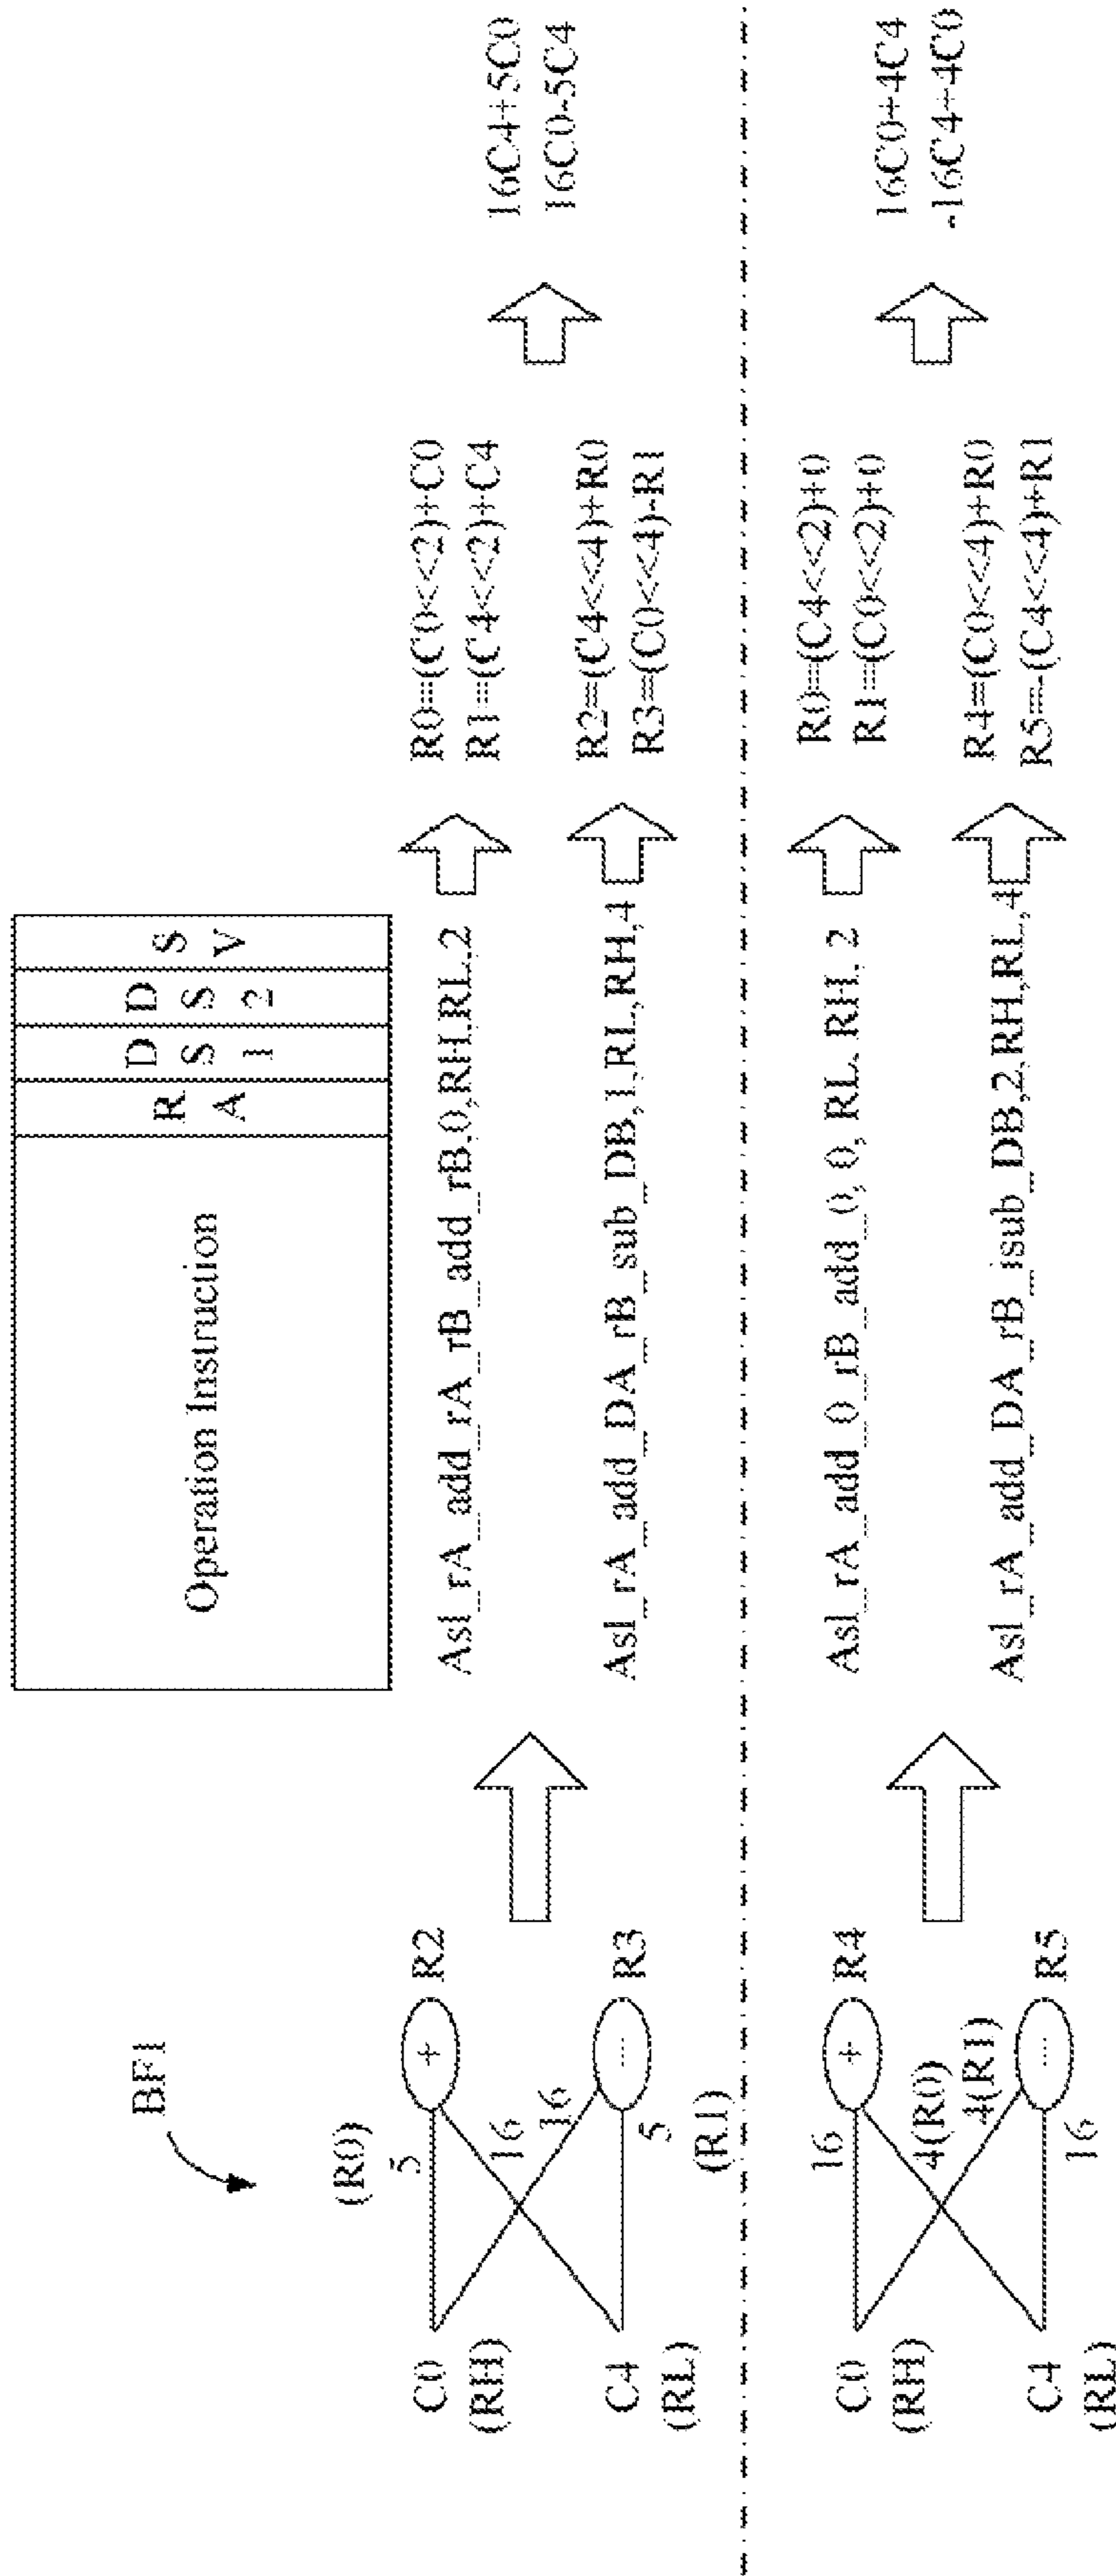 BF1
Operation Instruction
R A
D S 1
D S 2
S V
(R0)
5
C0
(RH)
+
R2
16
16
C4
(RL)
-
R3
5
(R1)
Asl_rA_add_rA_rB_add_rB,0,RH,RL,2
R0=(C0<<2)+C0
R1=(C4<<2)+C4
Asl_rA_add_DA_rB_sub_DB,1,RL,RH,4
R2=(C4<<4)+R0
R3=(C0<<4)-R1
16C4+5C0
16C0-5C4
16
C0
(RH)
+
R4
4(R0)
4(R1)
C4
(RL)
-
R5
16
Asl_rA_add_0_rB_add_0, 0, RL, RH, 2
R0=(C4<<2)+0
R1=(C0<<2)+0
Asl_rA_add_DA_rB_isub_DB,2,RH,RL,4
R4=(C0<<4)+R0
R5=-(C4<<4)+R1
16C0+4C4
-16C4+4C0